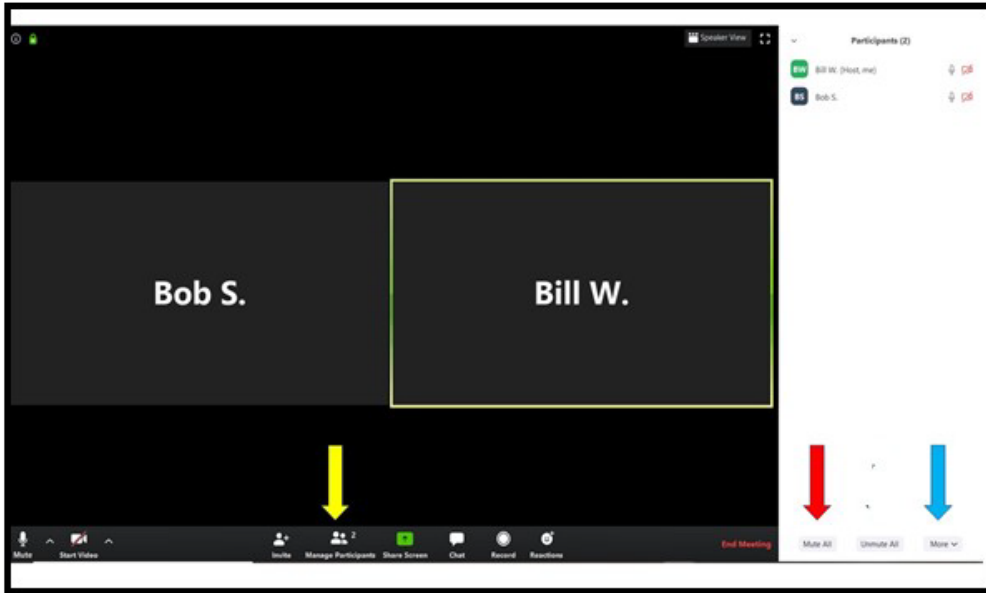 Speaker View
Participants (2)
BW Bill W. (Host, me)
BS Bob S.
Bob S.
Bill W.
Mute
Start Video
Invite
2
Manage Participants
Share Screen
Chat
Record
Reactions
End Meeting
Mute All
Unmute All
More